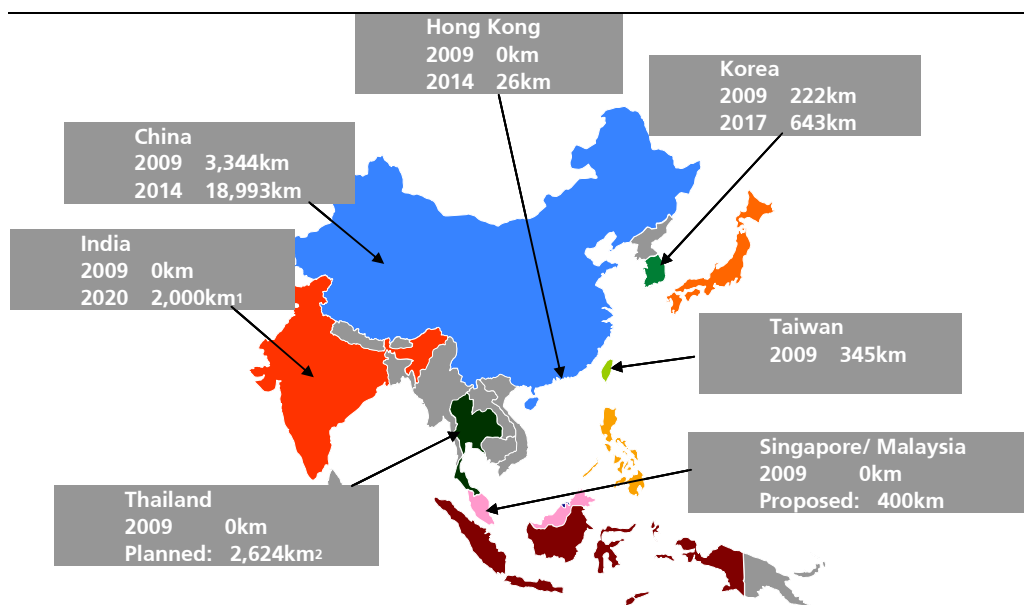 Hong Kong
2009 0km
2014 26km
Korea
2009 222km
2017 643km
China
2009 3,344km
2014 18,993km
India
2009 0km
2020 2,000km1
Taiwan
2009 345km
Singapore/ Malaysia
2009 0km
Proposed: 400km
Thailand
2009 0km
Planned: 2,624km2